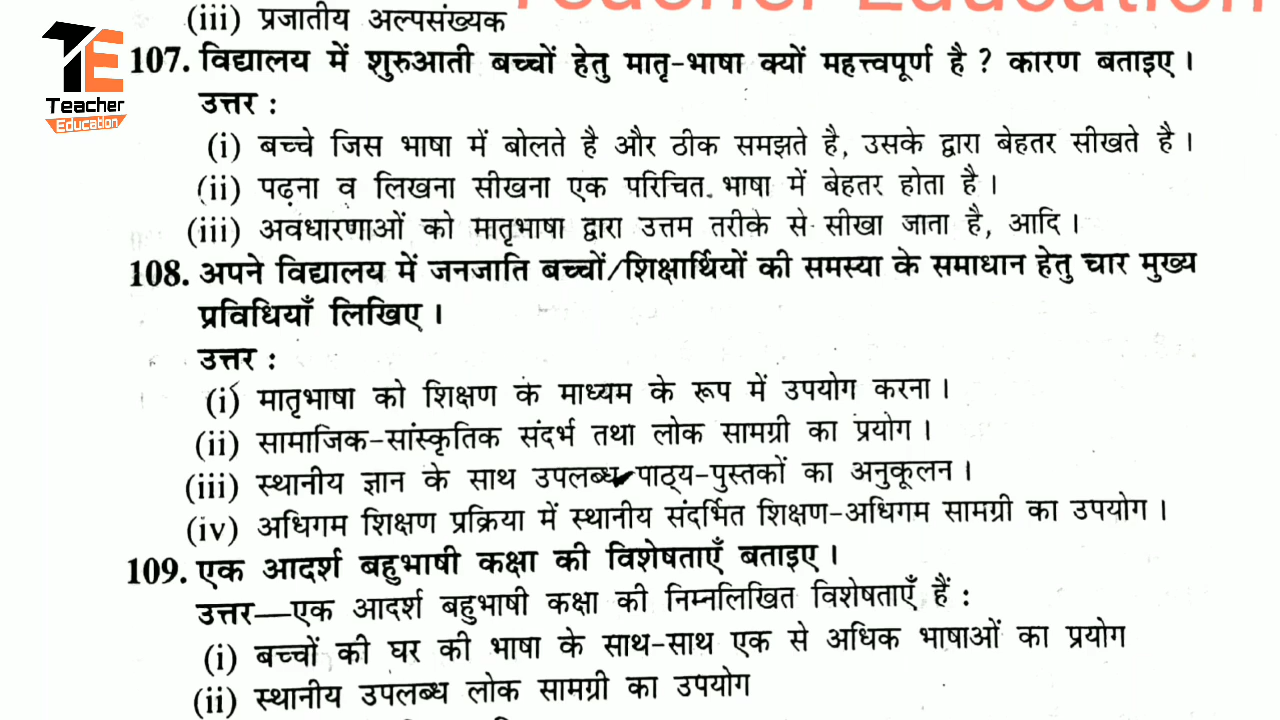 Teacher Education
(iii) प्रजातीय अल्पसंख्यक
TE
Teacher
Education
107. विद्यालय में शुरुआती बच्चों हेतु मातृ-भाषा क्यों महत्त्वपूर्ण है ? कारण बताइए ।
उत्तर :
(i) बच्चे जिस भाषा में बोलते है और ठीक समझते है, उसके द्वारा बेहतर सीखते है ।
(ii) पढ़ना व लिखना सीखना एक परिचित भाषा में बेहतर होता है ।
(iii) अवधारणाओं को मातृभाषा द्वारा उत्तम तरीके से सीखा जाता है, आदि ।
108. अपने विद्यालय में जनजाति बच्चों/शिक्षार्थियों की समस्या के समाधान हेतु चार मुख्य
प्रविधियाँ लिखिए ।
उत्तर :
(i) मातृभाषा को शिक्षण के माध्यम के रूप में उपयोग करना ।
(ii) सामाजिक-सांस्कृतिक संदर्भ तथा लोक सामग्री का प्रयोग ।
(iii) स्थानीय ज्ञान के साथ उपलब्ध पाठ्य-पुस्तकों का अनुकूलन ।
(iv) अधिगम शिक्षण प्रक्रिया में स्थानीय संदर्भित शिक्षण-अधिगम सामग्री का उपयोग ।
109. एक आदर्श बहुभाषी कक्षा की विशेषताएँ बताइए ।
उत्तर—एक आदर्श बहुभाषी कक्षा की निम्नलिखित विशेषताएँ हैं :
(i) बच्चों की घर की भाषा के साथ-साथ एक से अधिक भाषाओं का प्रयोग
(ii) स्थानीय उपलब्ध लोक सामग्री का उपयोग